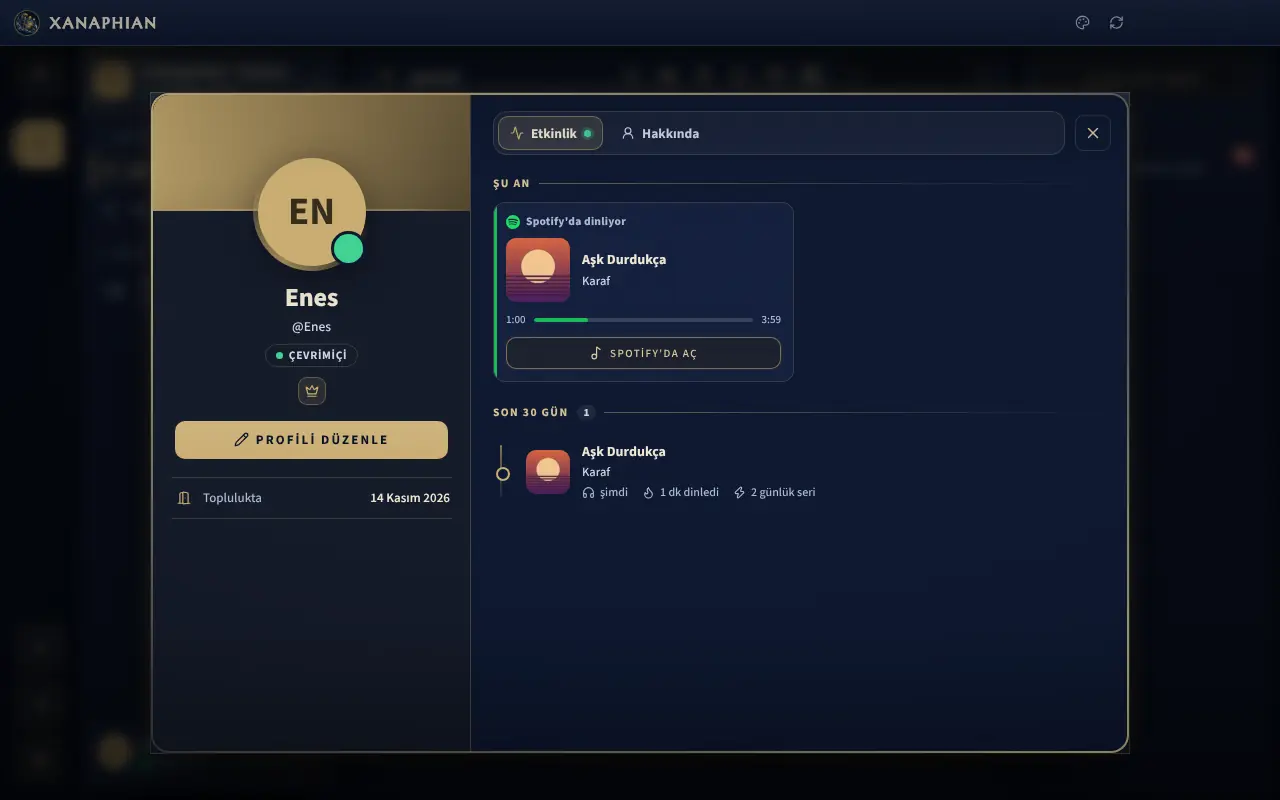 XANAPHIAN
EN
Enes
@Enes
ÇEVRİMİÇİ
PROFİLİ DÜZENLE
Toplulukta 14 Kasım 2026
Etkinlik Hakkında
ŞU AN
Spotify'da dinliyor
Aşk Durdukça
Karaf
1:00 3:59
SPOTİFY'DA AÇ
SON 30 GÜN 1
Aşk Durdukça
Karaf
şimdi 1 dk dinledi 2 günlük seri